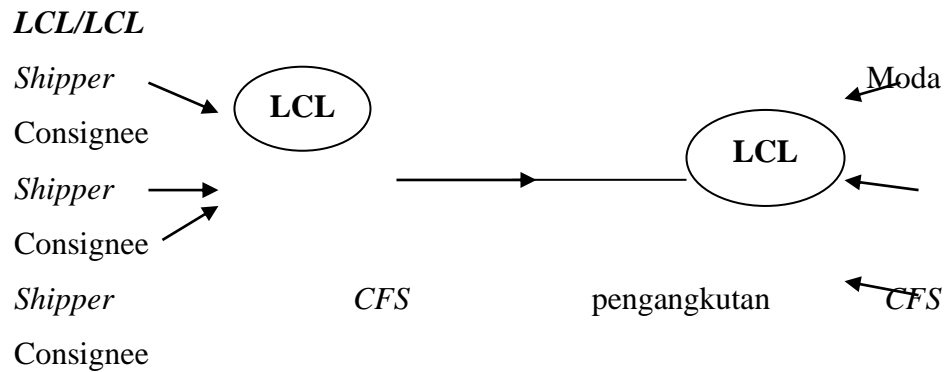 LCL/LCL
Shipper Moda
LCL
Consignee
LCL
Shipper
Consignee
Shipper CFS pengangkutan CFS
Consignee